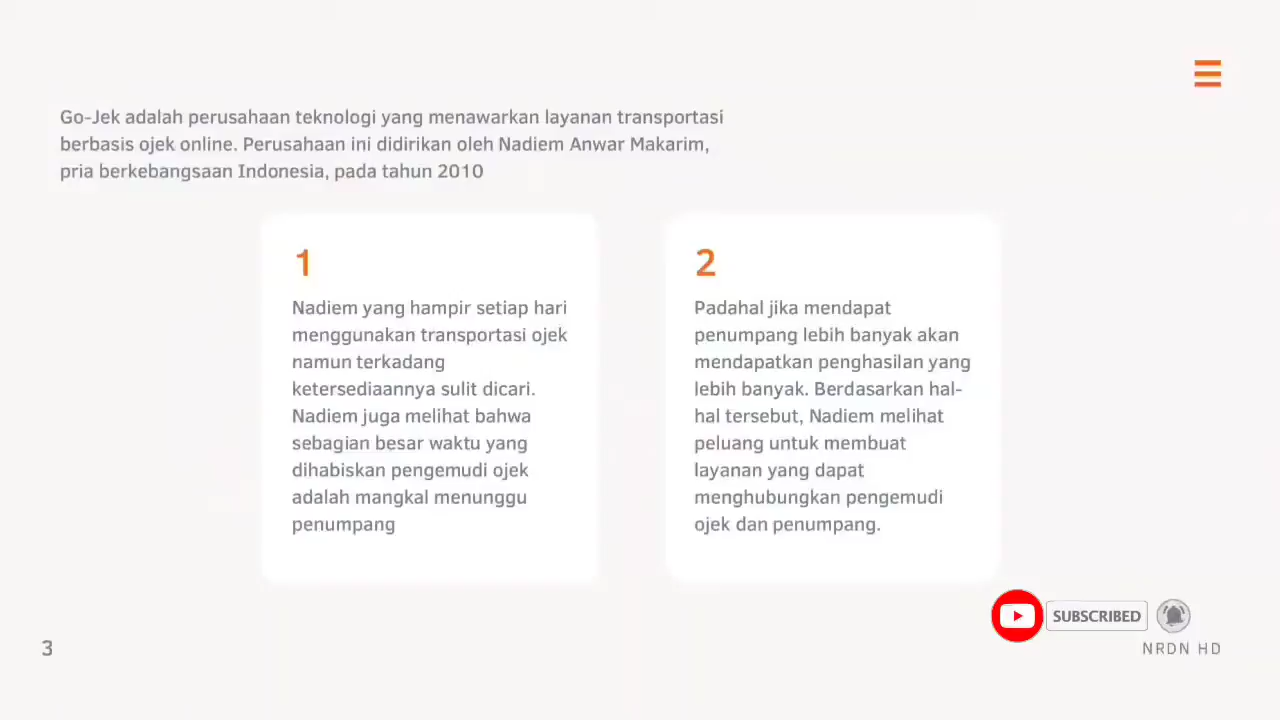 Go-Jek adalah perusahaan teknologi yang menawarkan layanan transportasi
berbasis ojek online. Perusahaan ini didirikan oleh Nadiem Anwar Makarim,
pria berkebangsaan Indonesia, pada tahun 2010
1
Nadiem yang hampir setiap hari
menggunakan transportasi ojek
namun terkadang
ketersediaannya sulit dicari.
Nadiem juga melihat bahwa
sebagian besar waktu yang
dihabiskan pengemudi ojek
adalah mangkal menunggu
penumpang
2
Padahal jika mendapat
penumpang lebih banyak akan
mendapatkan penghasilan yang
lebih banyak. Berdasarkan hal-
hal tersebut, Nadiem melihat
peluang untuk membuat
layanan yang dapat
menghubungkan pengemudi
ojek dan penumpang.
SUBSCRIBED
3
NRDN HD